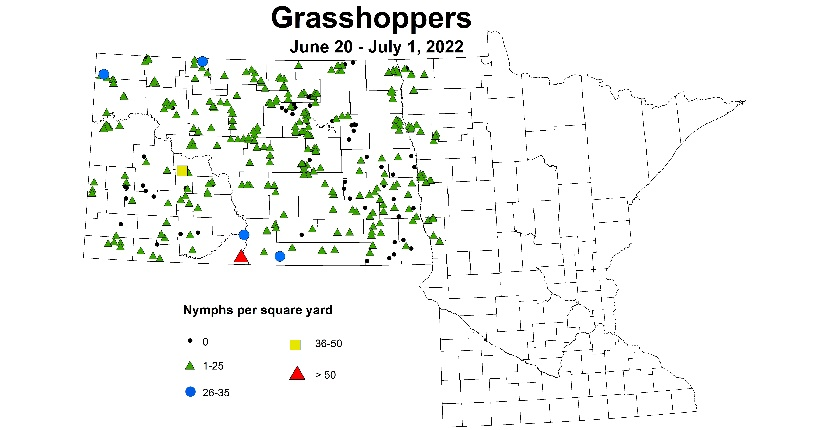 Grasshoppers
June 20 - July 1, 2022
Nymphs per square yard
0
1-25
26-35
36-50
> 50